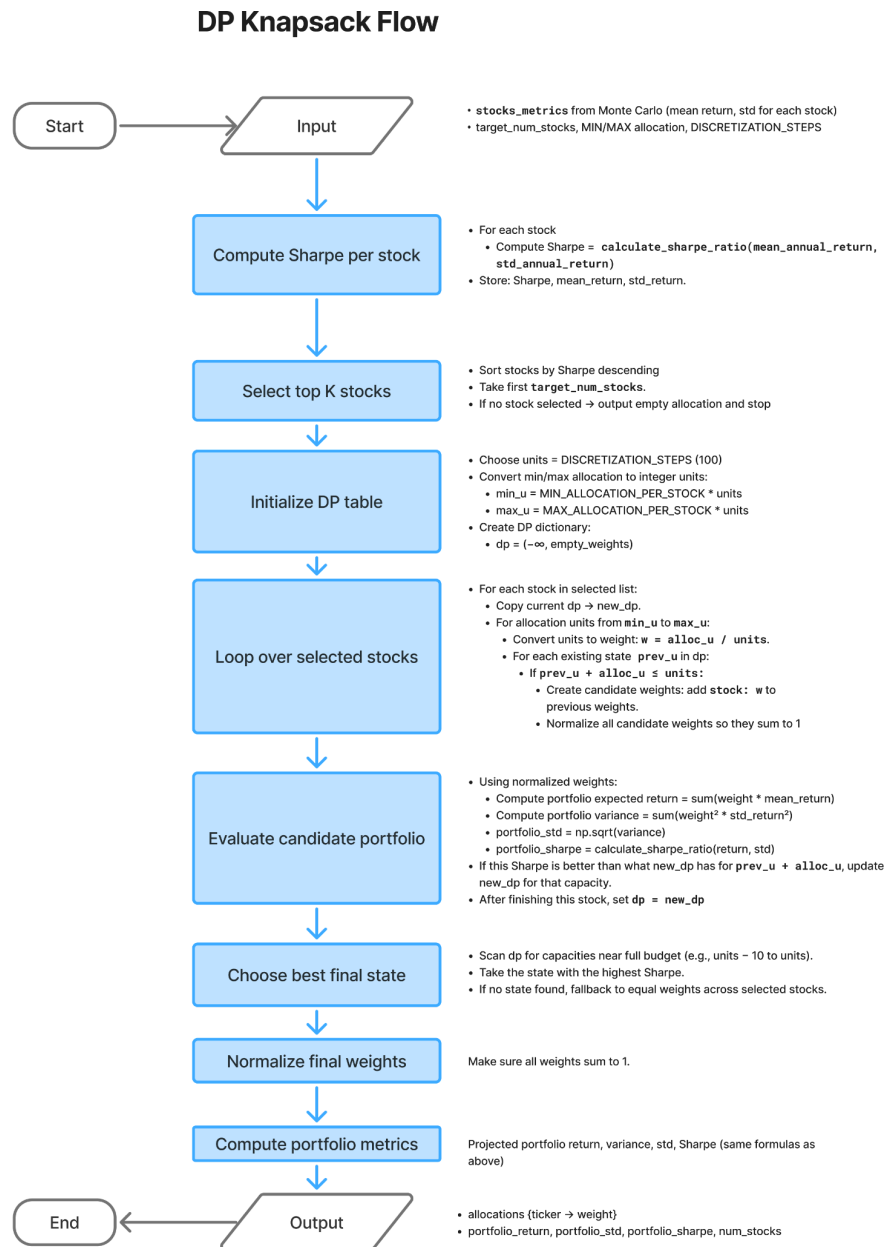 DP Knapsack Flow
Start
Input
• stocks_metrics from Monte Carlo (mean return, std for each stock)
• target_num_stocks, MIN/MAX allocation, DISCRETIZATION_STEPS
Compute Sharpe per stock
• For each stock
• Compute Sharpe = calculate_sharpe_ratio(mean_annual_return,
std_annual_return)
• Store: Sharpe, mean_return, std_return.
Select top K stocks
• Sort stocks by Sharpe descending
• Take first target_num_stocks.
• If no stock selected → output empty allocation and stop
Initialize DP table
• Choose units = DISCRETIZATION_STEPS (100)
• Convert min/max allocation to integer units:
• min_u = MIN_ALLOCATION_PER_STOCK * units
• max_u = MAX_ALLOCATION_PER_STOCK * units
• Create DP dictionary:
• dp = (−∞, empty_weights)
Loop over selected stocks
• For each stock in selected list:
• Copy current dp → new_dp.
• For allocation units from min_u to max_u:
• Convert units to weight: w = alloc_u / units.
• For each existing state prev_u in dp:
• If prev_u + alloc_u ≤ units:
• Create candidate weights: add stock: w to
previous weights.
• Normalize all candidate weights so they sum to 1
Evaluate candidate portfolio
• Using normalized weights:
• Compute portfolio expected return = sum(weight * mean_return)
• Compute portfolio variance = sum(weight² * std_return²)
• portfolio_std = np.sqrt(variance)
• portfolio_sharpe = calculate_sharpe_ratio(return, std)
• If this Sharpe is better than what new_dp has for prev_u + alloc_u, update
new_dp for that capacity.
• After finishing this stock, set dp = new_dp
Choose best final state
• Scan dp for capacities near full budget (e.g., units − 10 to units).
• Take the state with the highest Sharpe.
• If no state found, fallback to equal weights across selected stocks.
Normalize final weights
Make sure all weights sum to 1.
Compute portfolio metrics
Projected portfolio return, variance, std, Sharpe (same formulas as
above)
End
Output
• allocations {ticker → weight}
• portfolio_return, portfolio_std, portfolio_sharpe, num_stocks